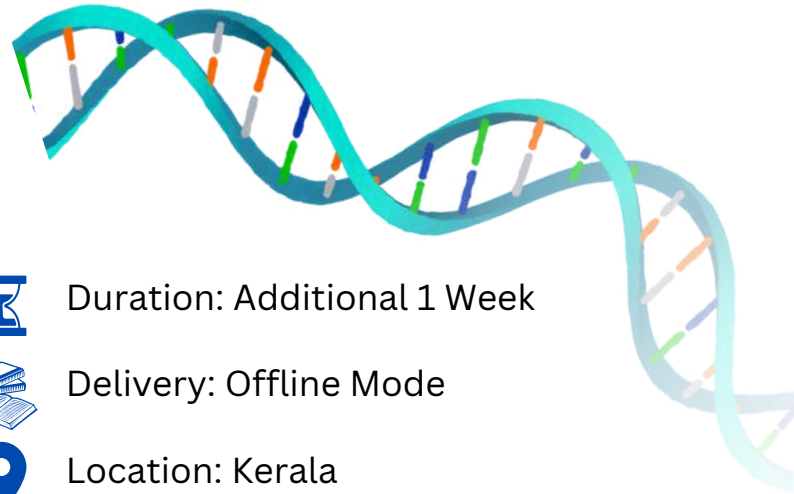 Duration: Additional 1 Week
Delivery: Offline Mode
Location: Kerala